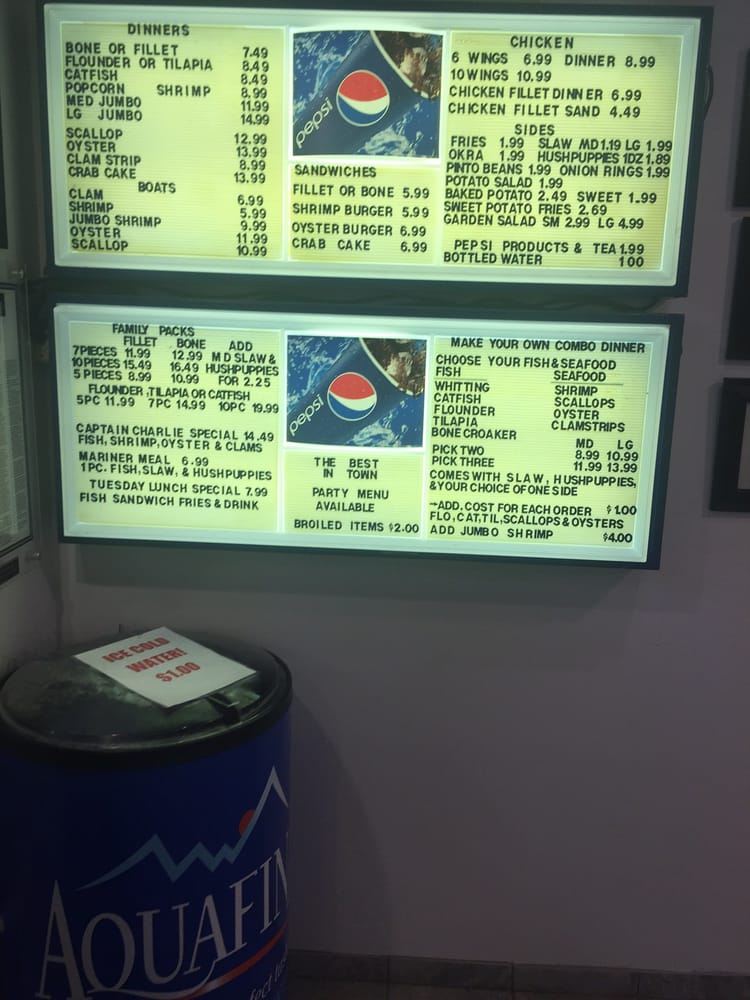 DINNERS
BONE OR FILLET 7.49
FLOUNDER OR TILAPIA 8.49
CATFISH 8.49
POPCORN SHRIMP 8.99
MED JUMBO 11.99
LG JUMBO 14.99
SCALLOP 12.99
OYSTER 13.99
CLAM STRIP 8.99
CRAB CAKE 13.99
BOATS
CLAM 6.99
SHRIMP 5.99
JUMBO SHRIMP 9.99
OYSTER 11.99
SCALLOP 10.99
pepsi
SANDWICHES
FILLET OR BONE 5.99
SHRIMP BURGER 5.99
OYSTER BURGER 6.99
CRAB CAKE 6.99
CHICKEN
6 WINGS 6.99 DINNER 8.99
10 WINGS 10.99
CHICKEN FILLET DINNER 6.99
CHICKEN FILLET SAND 4.49
SIDES
FRIES 1.99 SLAW MD 1.19 LG 1.99
OKRA 1.99 HUSHPUPPIES 1DZ 1.89
PINTO BEANS 1.99 ONION RINGS 1.99
POTATO SALAD 1.99
BAKED POTATO 2.49 SWEET 1.99
SWEET POTATO FRIES 2.69
GARDEN SALAD SM 2.99 LG 4.99
PEPSI PRODUCTS & TEA 1.99
BOTTLED WATER 1 00
FAMILY PACKS
FILLET BONE ADD
7PIECES 11.99 12.99 MD SLAW &
10PIECES 15.49 16.49 HUSHPUPPIES
5 PIECES 8.99 10.99 FOR 2.25
FLOUNDER, TILAPIA OR CATFISH
5PC 11.99 7PC 14.99 10PC 19.99
CAPTAIN CHARLIE SPECIAL 14.49
FISH, SHRIMP, OYSTER & CLAMS
MARINER MEAL 6.99
1 PC. FISH, SLAW, & HUSHPUPPIES
TUESDAY LUNCH SPECIAL 7.99
FISH SANDWICH FRIES & DRINK
pepsi
THE BEST
IN TOWN
PARTY MENU
AVAILABLE
BROILED ITEMS $2.00
MAKE YOUR OWN COMBO DINNER
CHOOSE YOUR FISH & SEAFOOD
FISH SEAFOOD
WHITTING SHRIMP
CATFISH SCALLOPS
FLOUNDER OYSTER
TILAPIA CLAMSTRIPS
BONE CROAKER
MD LG
PICK TWO 8.99 10.99
PICK THREE 11.99 13.99
COMES WITH SLAW, HUSHPUPPIES,
& YOUR CHOICE OF ONE SIDE
-ADD. COST FOR EACH ORDER $1.00
FLO, CAT, TIL, SCALLOPS & OYSTERS
ADD JUMBO SHRIMP $4.00
ICE COLD
WATER!
$1.00
AQUAFIN